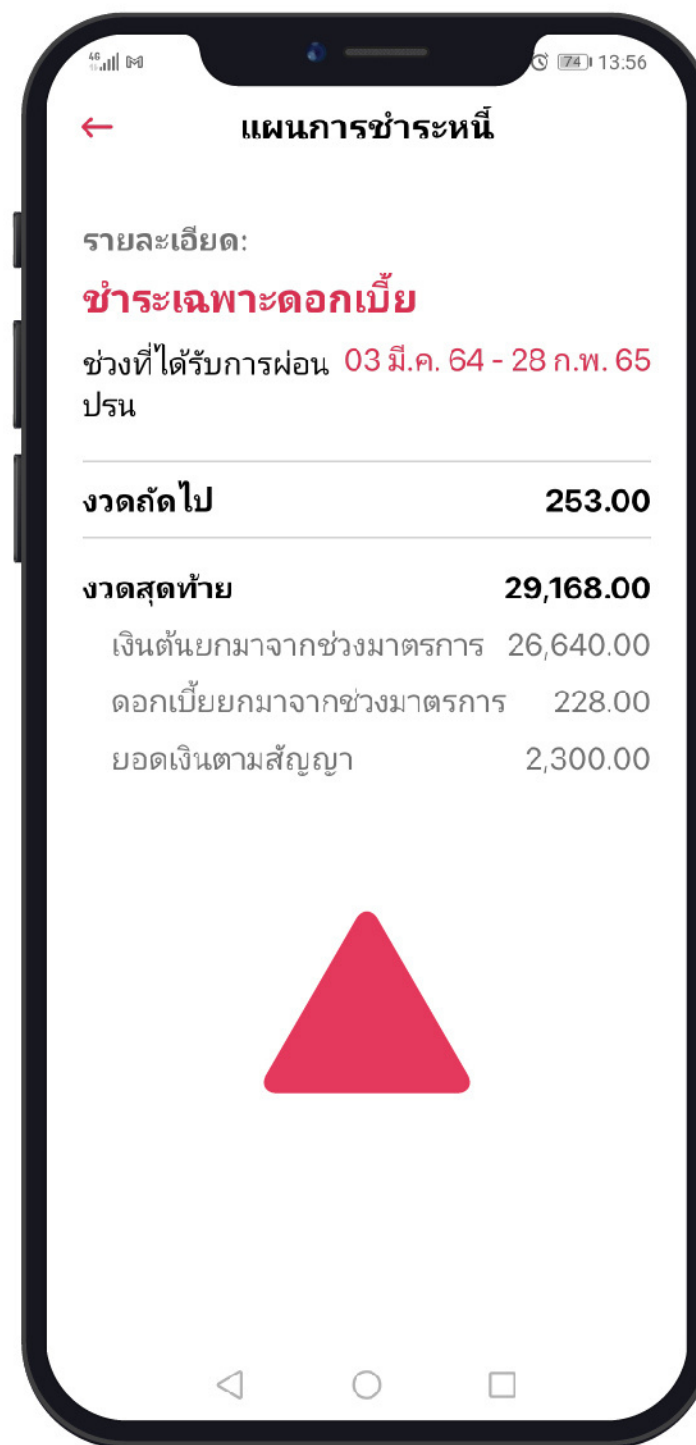 46
74 13:56
แผนการชำระหนี้
รายละเอียด:
ชำระเฉพาะดอกเบี้ย
ช่วงที่ได้รับการผ่อน 03 มี.ค. 64 - 28 ก.พ. 65
ปรน
งวดถัดไป 253.00
งวดสุดท้าย 29,168.00
เงินต้นยกมาจากช่วงมาตรการ 26,640.00
ดอกเบี้ยยกมาจากช่วงมาตรการ 228.00
ยอดเงินตามสัญญา 2,300.00